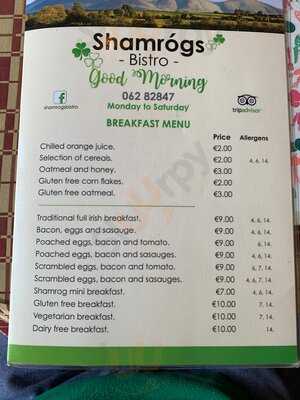 Shamrógs
- Bistro -
Good Morning
062 82847
Monday to Saturday
shamrogsbistro
tripadvisor
BREAKFAST MENU
Price Allergens
Chilled orange juice. €2.00
Selection of cereals. €2.00 4, 6, 14.
Oatmeal and honey. €3.00
Gluten free corn flakes. €2.00
Gluten free oatmeal. €3.00
Traditional full irish breakfast. €9.00 4, 6, 14.
Bacon, eggs and sasauge. €9.00 4, 6, 14.
Poached eggs, bacon and tomato. €9.00 6, 14.
Poached eggs, bacon and sasauges. €9.00 4, 6, 14.
Scrambled eggs, bacon and tomato. €9.00 6, 7, 14.
Scrambled eggs, bacon and sasauges. €9.00 4, 6, 7, 14.
Shamrog mini breakfast. €7.00 4, 6, 14.
Gluten free breakfast. €10.00 7, 14.
Vegetarian breakfast. €10.00 7, 14.
Dairy free breakfast. €10.00 14.